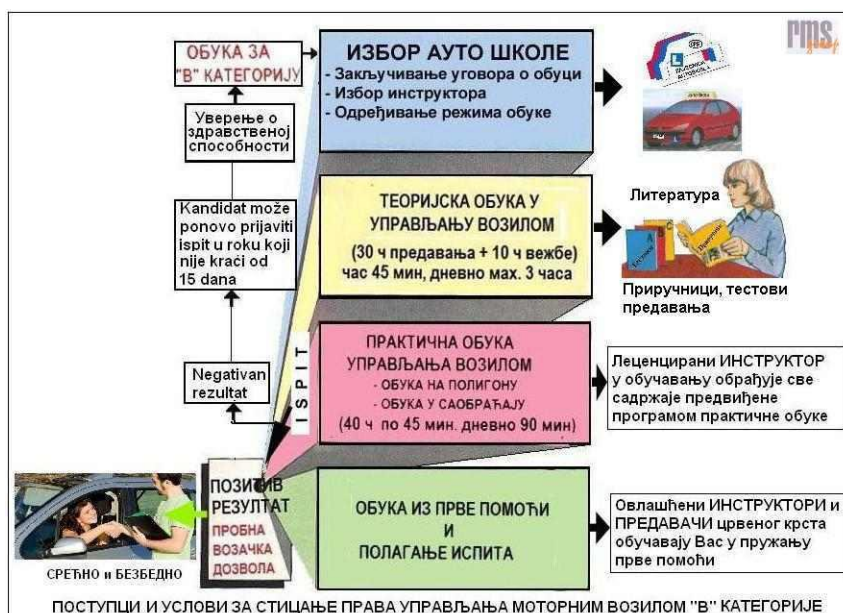 ОБУКА ЗА
"В" КАТЕГОРИЈУ
Уверење о
здравственој
способности
Kandidat može
ponovo prijaviti
ispit u roku koji
nije kraći od
15 dana
Negativan
rezultat
ИЗБОР АУТО ШКОЛЕ
- Закључивање уговора о обуци
- Избор инструктора
- Одређивање режима обуке
rms
ТЕОРИЈСКА ОБУКА У
УПРАВЉАЊУ ВОЗИЛОМ
(30 ч предавања + 10 ч вежбе)
час 45 мин, дневно мах. 3 часа
Литература
A
B
C
Приручници, тестови
предавања
ISPIT
ПРАКТИЧНА ОБУКА
УПРАВЉАЊА ВОЗИЛОМ
- ОБУКА НА ПОЛИГОНУ
- ОБУКА У САОБРАЋАЈУ
(40 ч по 45 мин. дневно 90 мин)
Леценцирани ИНСТРУКТОР
у обучавању обрађује све
садржаје предвиђене
програмом практичне обуке
ПОЗИТИВ
РЕЗУЛТАТ
ПРОБНА
ВОЗАЧКА
ДОЗВОЛА
СРЕЋНО и БЕЗБЕДНО
ОБУКА ИЗ ПРВЕ ПОМОЋИ
И
ПОЛАГАЊЕ ИСПИТА
Овлашћени ИНСТРУКТОРИ и
ПРЕДАВАЧИ црвеног крста
обучавају Вас у пружању
прве помоћи
ПОСТУПЦИ И УСЛОВИ ЗА СТИЦАЊЕ ПРАВА УПРАВЉАЊА МОТОРНИМ ВОЗИЛОМ "В" КАТЕГОРИЈЕ